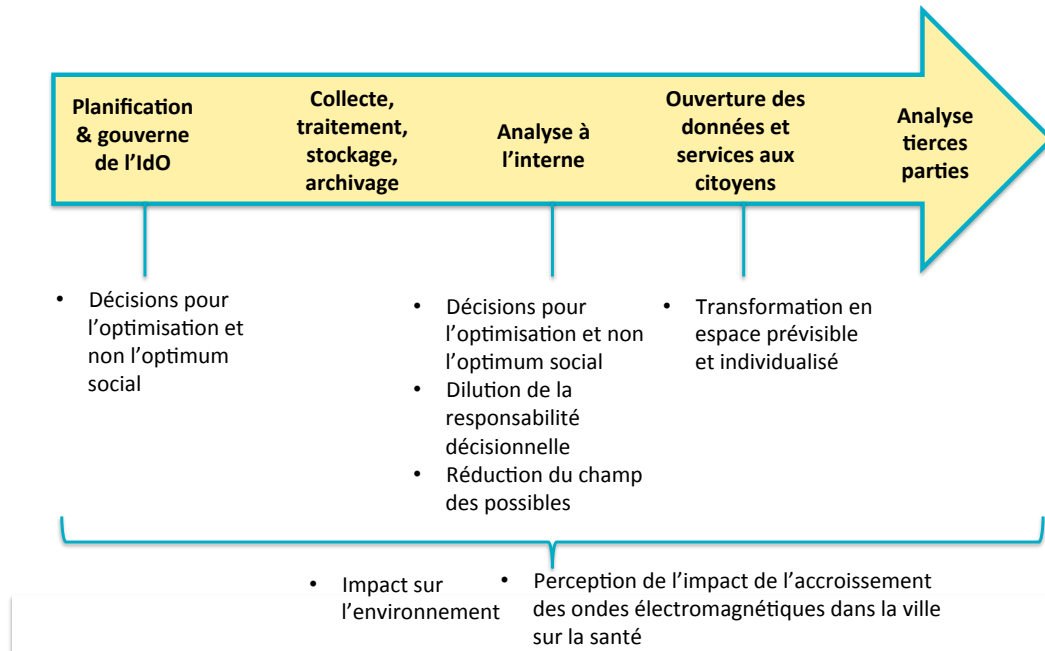 Planification
& gouverne
de l’IdO
Collecte,
traitement,
stockage,
archivage
Analyse à
l’interne
Ouverture des
données et
services aux
citoyens
Analyse
tierces
parties
• Décisions pour
l’optimisation et
non l’optimum
social
• Décisions pour
l’optimisation et non
l’optimum social
• Dilution de la
responsabilité
décisionnelle
• Réduction du champ
des possibles
• Transformation en
espace prévisible
et individualisé
• Impact sur
l’environnement
• Perception de l’impact de l’accroissement
des ondes électromagnétiques dans la ville
sur la santé